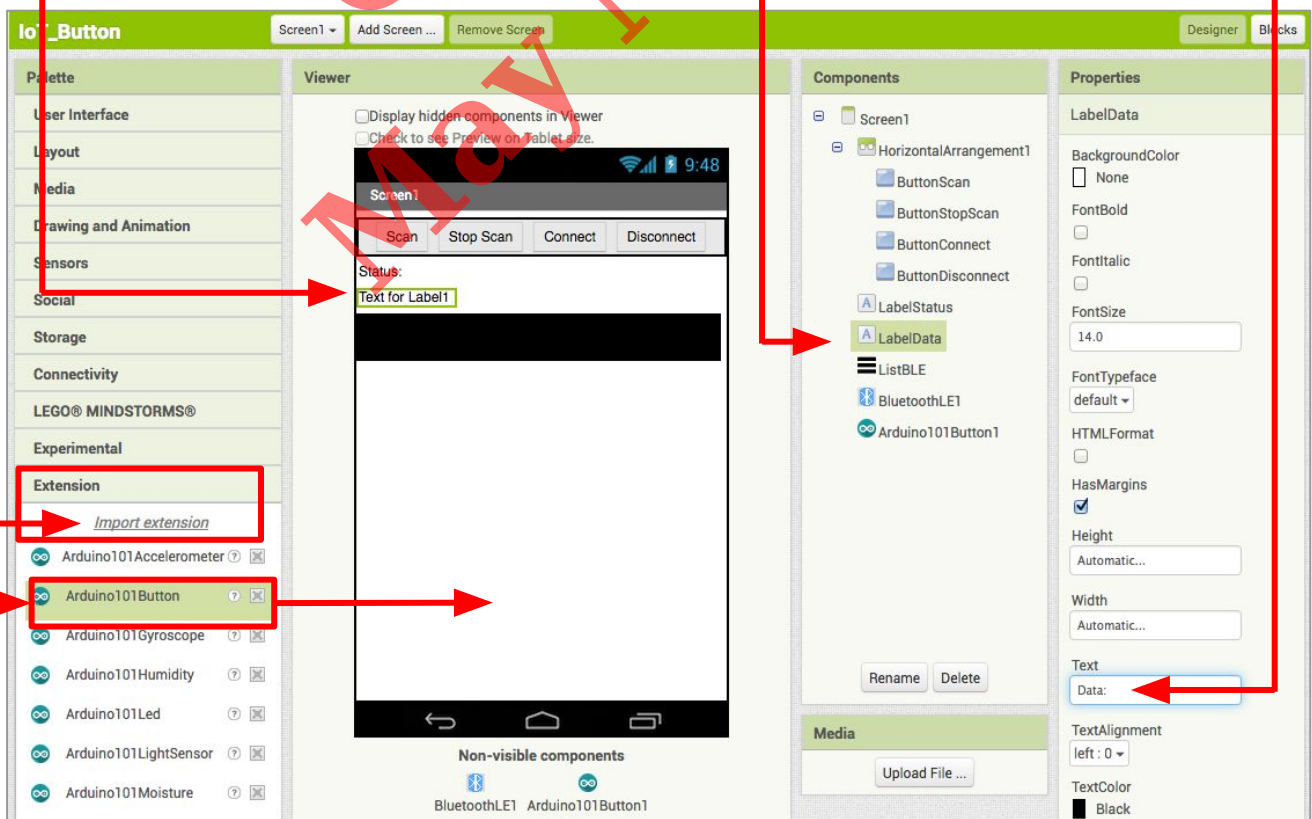 IoT_Button
Screen1
Add Screen ...
Remove Screen
Designer
Blocks
Palette
User Interface
Layout
Media
Drawing and Animation
Sensors
Social
Storage
Connectivity
LEGO® MINDSTORMS®
Experimental
Extension
Import extension
Arduino101Accelerometer
Arduino101Button
Arduino101Gyroscope
Arduino101Humidity
Arduino101Led
Arduino101LightSensor
Arduino101Moisture
Viewer
Display hidden components in Viewer
Check to see Preview on Tablet size.
9:48
Screen1
Scan
Stop Scan
Connect
Disconnect
Status:
Text for Label1
Non-visible components
BluetoothLE1
Arduino101Button1
May
Components
Screen1
HorizontalArrangement1
ButtonScan
ButtonStopScan
ButtonConnect
ButtonDisconnect
LabelStatus
LabelData
ListBLE
BluetoothLE1
Arduino101Button1
Rename
Delete
Media
Upload File ...
Properties
LabelData
BackgroundColor
None
FontBold
FontItalic
FontSize
14.0
FontTypeface
default
HTMLFormat
HasMargins
Height
Automatic...
Width
Automatic...
Text
Data:
TextAlignment
left : 0
TextColor
Black